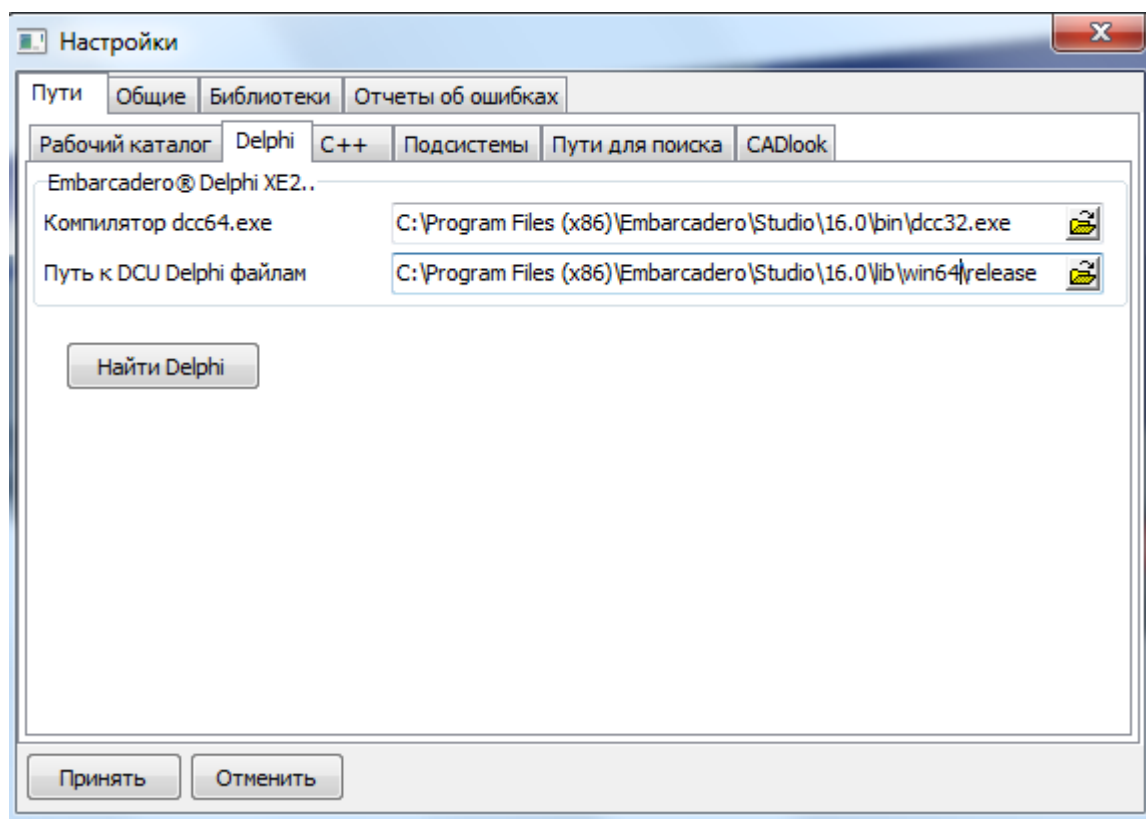 Настройки
Пути Общие Библиотеки Отчеты об ошибках
Рабочий каталог Delphi C++ Подсистемы Пути для поиска CADlook
Embarcadero® Delphi XE2..
Компилятор dcc64.exe C:\Program Files (x86)\Embarcadero\Studio\16.0\bin\dcc32.exe
Путь к DCU Delphi файлам C:\Program Files (x86)\Embarcadero\Studio\16.0\lib\win64\release
Найти Delphi
Принять Отменить